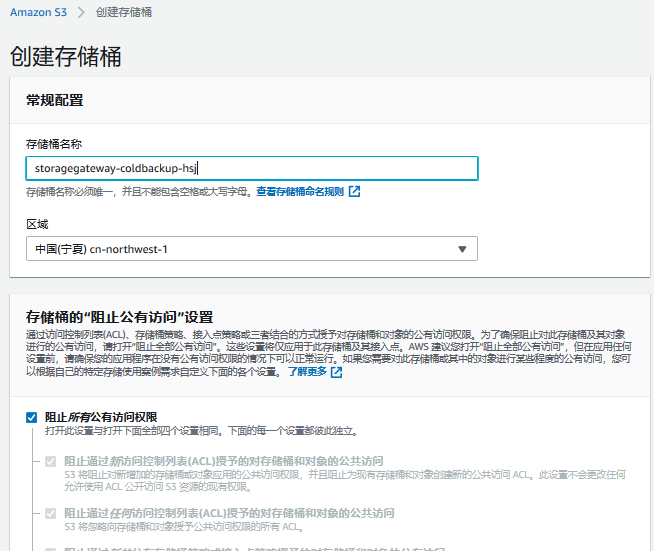 Amazon S3 > 创建存储桶
创建存储桶
常规配置
存储桶名称
storagegateway-coldbackup-hsj
存储桶名称必须唯一，并且不能包含空格或大写字母。查看存储桶命名规则
区域
中国(宁夏) cn-northwest-1
存储桶的“阻止公有访问”设置
通过访问控制列表(ACL)、存储桶策略、接入点策略或三者结合的方式授予对存储桶和对象的公有访问权限。为了确保阻止对此存储桶及其对象
进行的公有访问，请打开“阻止全部公有访问”。这些设置将仅应用于此存储桶及其接入点。AWS 建议您打开“阻止全部公有访问”，但在应用任何
设置前，请确保您的应用程序在没有公有访问权限的情况下可以正常运行。如果您需要对此存储桶或其中的对象进行某些程度的公有访问，您可
以根据自己的特定存储使用案例需求自定义下面的各个设置。 了解更多
阻止所有公有访问权限
打开此设置与打开下面全部四个设置相同。下面的每一个设置都彼此独立。
阻止通过新访问控制列表(ACL)授予的对存储桶和对象的公共访问
S3 将阻止对新增加的存储桶或对象应用的公共访问权限，并且阻止为现有存储桶和对象创建新的公共访问 ACL。此设置不会更改任何
允许使用 ACL 公开访问 S3 资源的现有权限。
阻止通过任何访问控制列表(ACL)授予的对存储桶和对象的公共访问
S3 将忽略向存储桶和对象授予公共访问权限的所有 ACL。